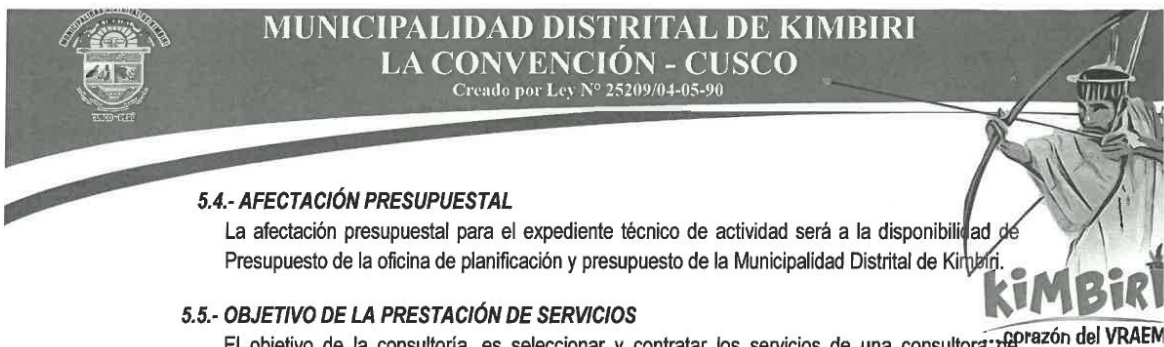 MUNICIPALIDAD DISTRITAL DE KIMBIRI
LA CONVENCIÓN - CUSCO
Creado por Ley Nº 25209/04-05-90
5.4.- AFECTACIÓN PRESUPUESTAL
La afectación presupuestal para el expediente técnico de actividad será a la disponibilidad de
Presupuesto de la oficina de planificación y presupuesto de la Municipalidad Distrital de Kimbiri.
KiMBiRi
...corazón del VRAEM
5.5.- OBJETIVO DE LA PRESTACIÓN DE SERVICIOS
El objetivo de la consultoría, es seleccionar y contratar los servicios de una consultora de